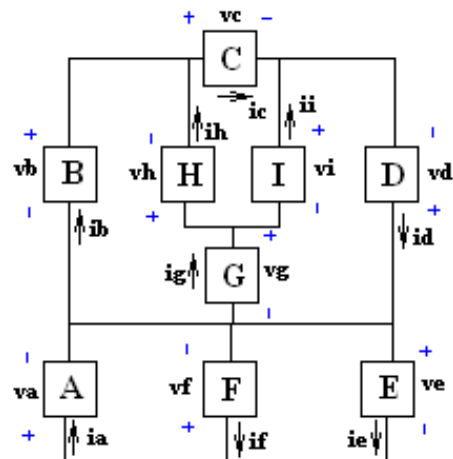 + vc −
C
ic
ih ii
+ − + −
vb B vh H I vi D vd
− + − +
ib id
+
ig G vg
−
− − +
va A vf F E ve
+ + −
ia if ie